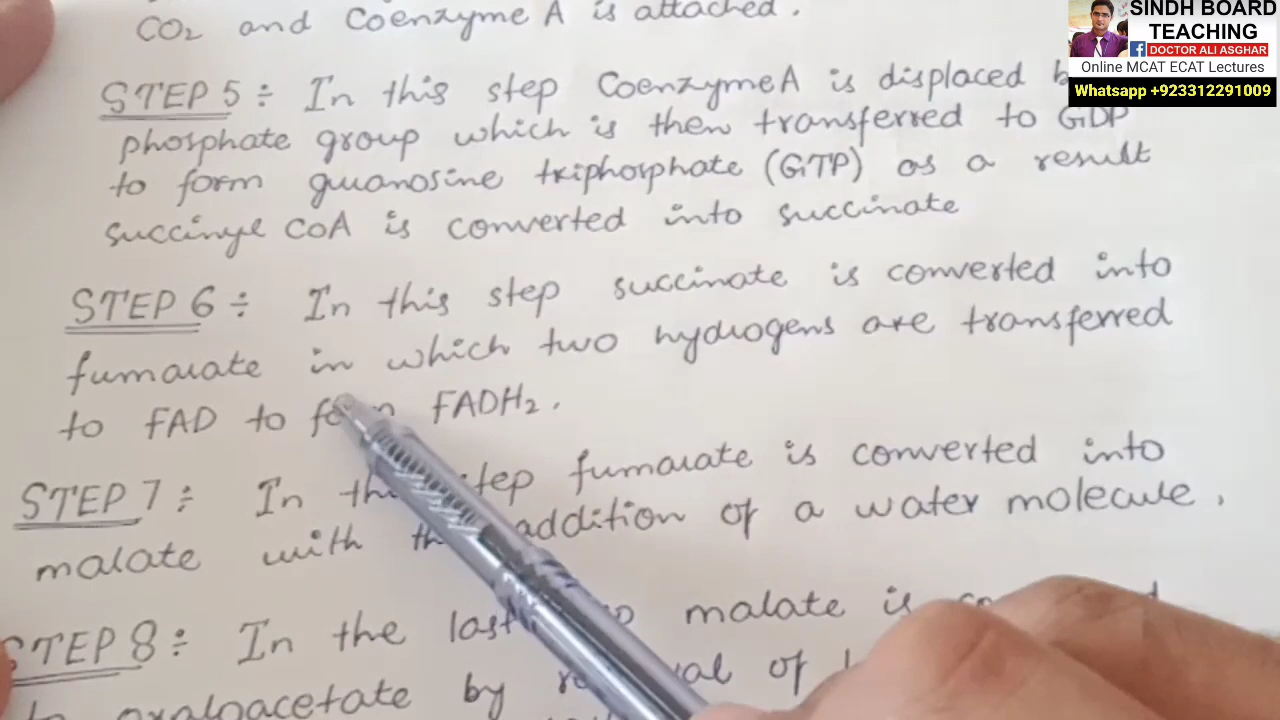 CO2 and Coenzyme A is attached.
STEP 5 ÷ In this step Coenzyme A is displaced
phosphate group which is then transferred to GDP
to form guanosine triphosphate (GTP) as a result
succinyl CoA is converted into succinate
STEP 6 ÷ In this step succinate is converted into
fumarate in which two hydrogens are transferred
to FAD to FADH2.
STEP 7 ÷ In step fumarate is converted into
malate with addition of a water molecule.
STEP 8 ÷ In the last malate is
oxaloacetate by of
SINDH BOARD
TEACHING
f DOCTOR ALI ASGHAR
Online MCAT ECAT Lectures
Whatsapp +923312291009